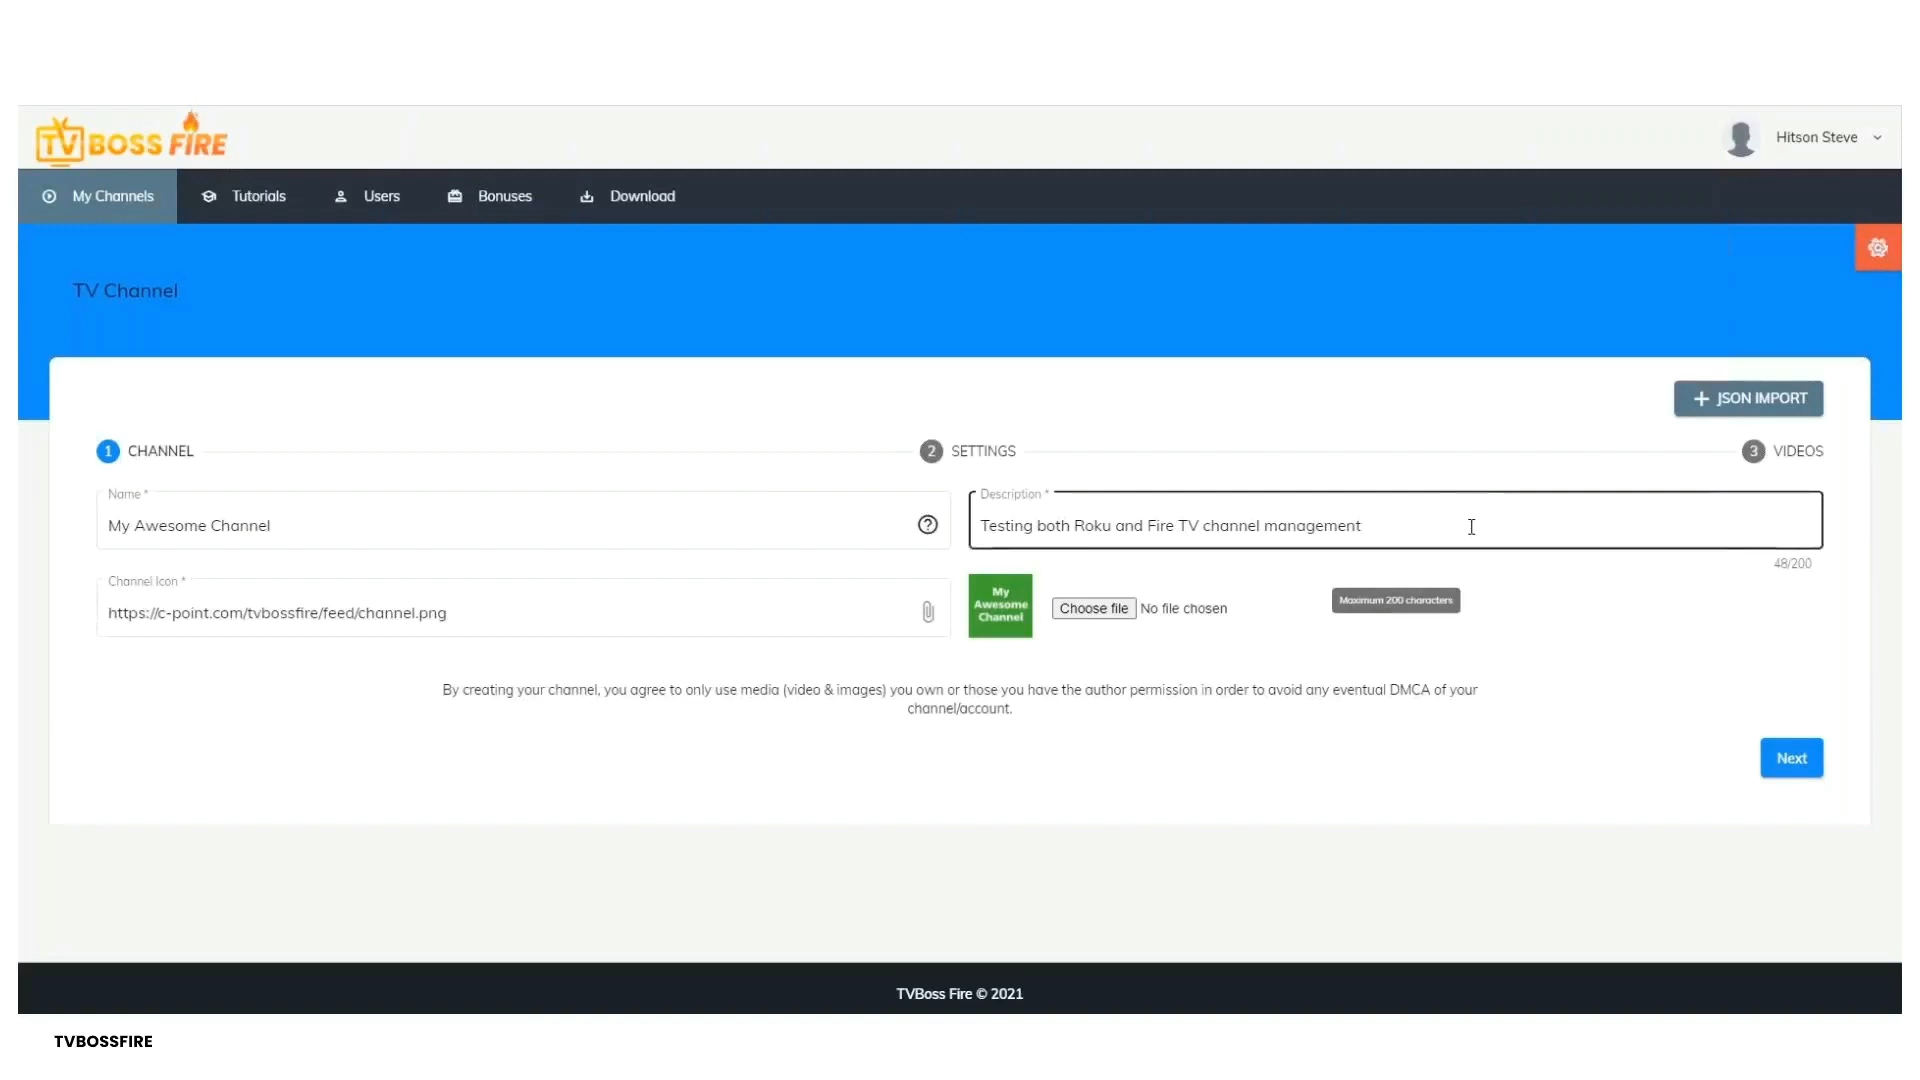 TV BOSS FIRE
Hitson Steve
My Channels
Tutorials
Users
Bonuses
Download
TV Channel
+ JSON IMPORT
1 CHANNEL
2 SETTINGS
3 VIDEOS
Name *
My Awesome Channel
?
Description *
Testing both Roku and Fire TV channel management
48/200
Channel Icon *
https://c-point.com/tvbossfire/feed/channel.png
My
Awesome
Channel
Choose file No file chosen
Maximum 200 characters
By creating your channel, you agree to only use media (video & images) you own or those you have the author permission in order to avoid any eventual DMCA of your
channel/account.
Next
TVBoss Fire © 2021
TVBOSSFIRE